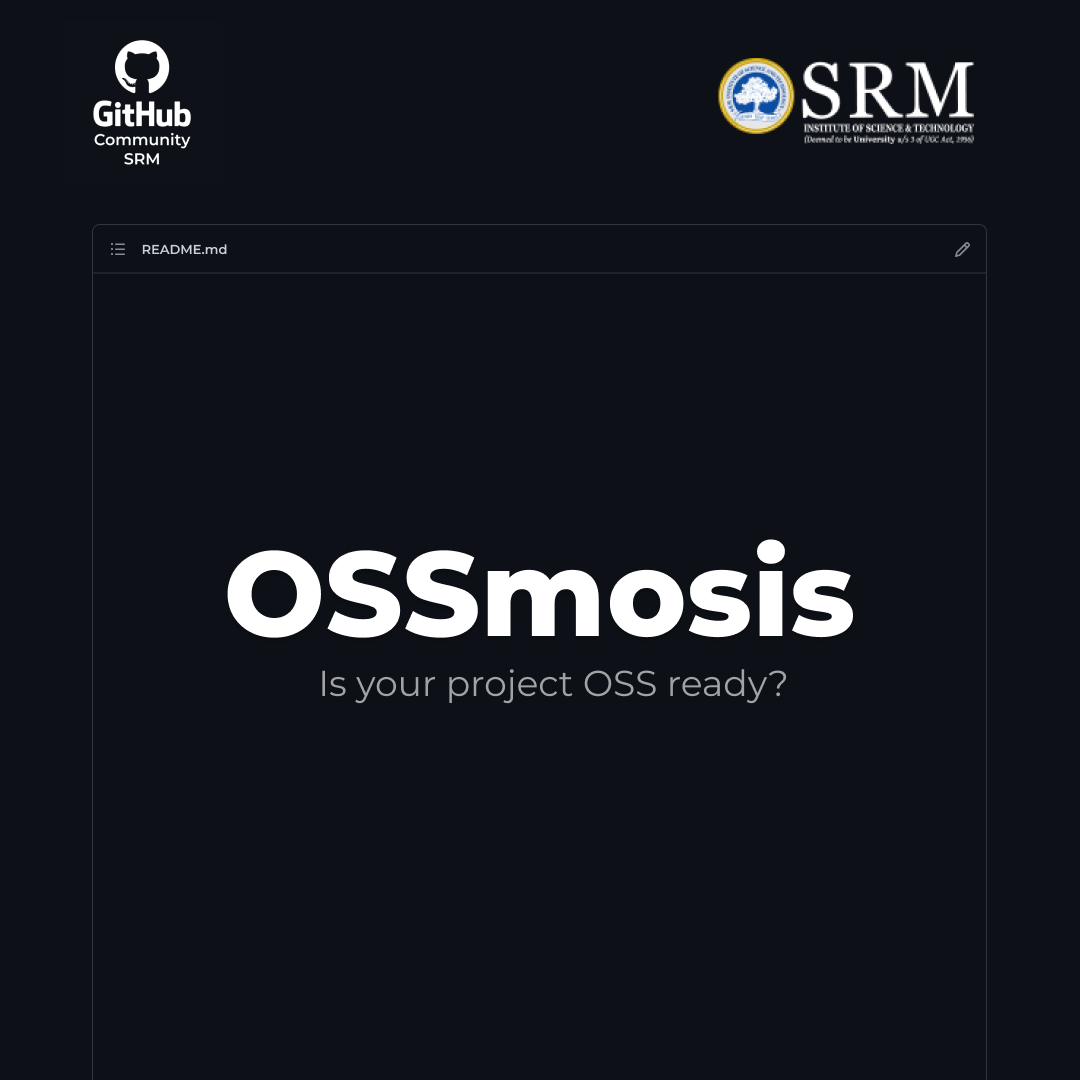 GitHub
Community
SRM
SRM
INSTITUTE OF SCIENCE & TECHNOLOGY
(Deemed to be University u/s 3 of UGC Act, 1956)
README.md
OSSmosis
Is your project OSS ready?